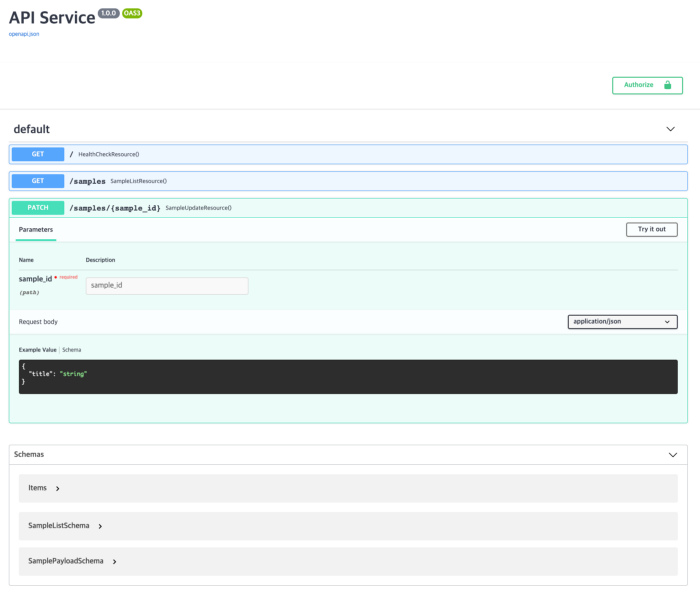 API Service 1.0.0 OAS3
openapi.json
Authorize
default
GET / HealthCheckResource()
GET /samples SampleListResource()
PATCH /samples/{sample_id} SampleUpdateResource()
Parameters Try it out
Name Description
sample_id * required sample_id
(path)
Request body application/json
Example Value | Schema
{
"title": "string"
}
Schemas
Items
SampleListSchema
SamplePayloadSchema